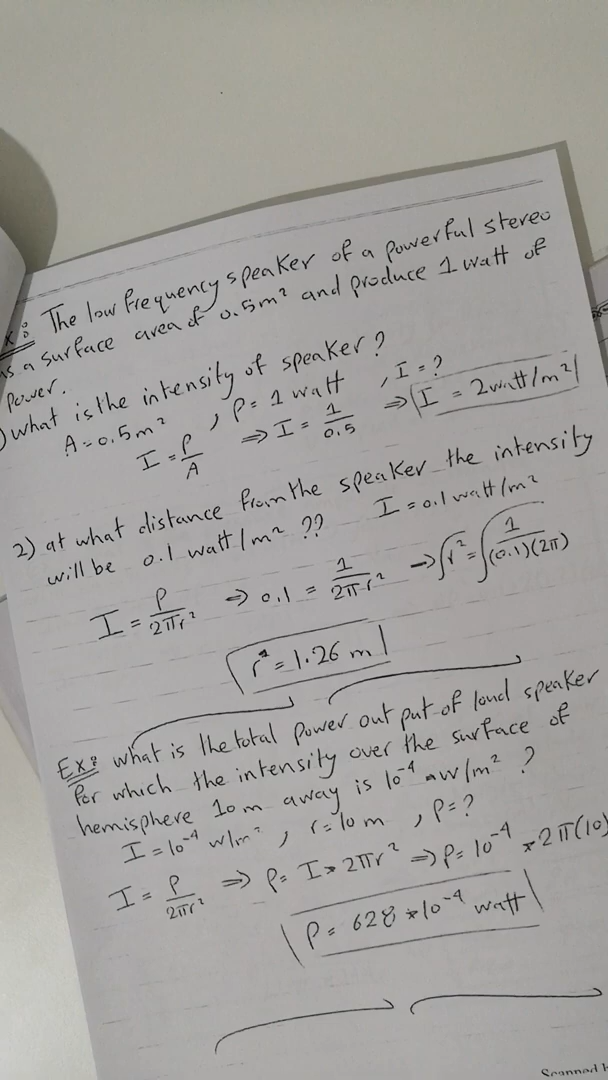 x: The low frequency speaker of a powerful stereo
s a surface area of 0.5m² and produce 1 watt of
power.
) what is the intensity of speaker?
A=0.5m² , P=1 watt , I=?
I = P/A ⇒ I = 1/0.5 ⇒ I = 2 watt/m²
2) at what distance from the speaker the intensity
will be 0.1 watt/m² ?? I = 0.1 watt/m²
I = P/2πr² ⇒ 0.1 = 1/2πr² → √r² = √1/(0.1)(2π)
r = 1.26 m
Ex: what is the total power out put of loud speaker
for which the intensity over the surface of
hemisphere 10m away is 10⁻⁴ w/m² ?
I = 10⁻⁴ w/m² , r=10m , P=?
I = P/2πr² ⇒ P = I * 2πr² ⇒ P= 10⁻⁴ * 2π(10)
P = 628 * 10⁻⁴ watt
Scanned